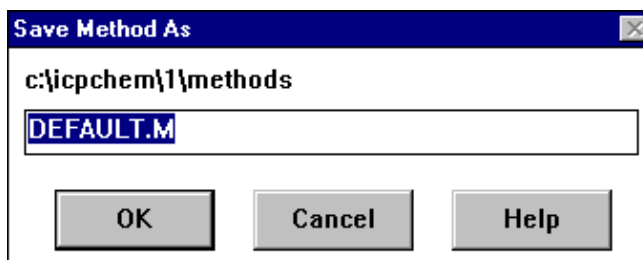 Save Method As
c:\icpchem\1\methods
DEFAULT.M
OK Cancel Help